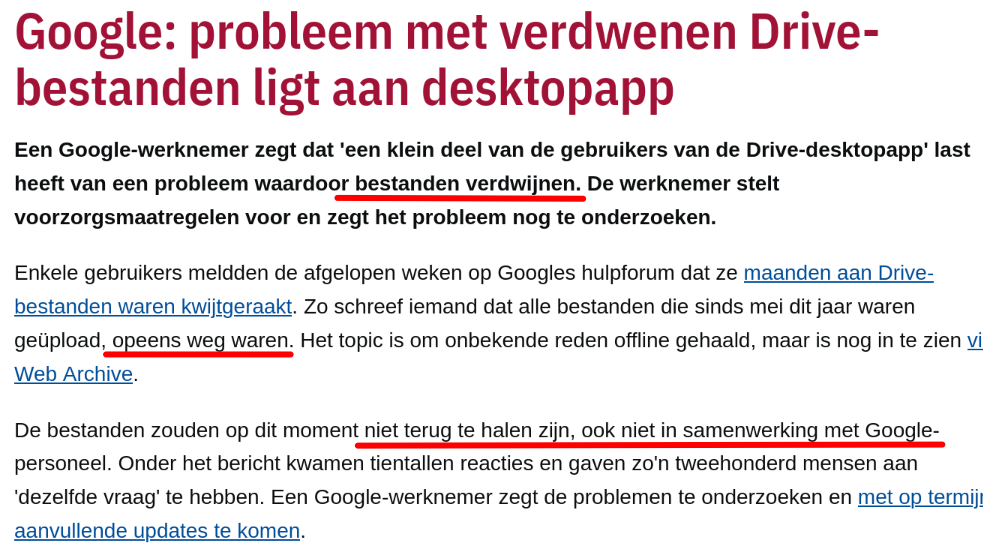 Google: probleem met verdwenen Drive-
bestanden ligt aan desktopapp
Een Google-werknemer zegt dat 'een klein deel van de gebruikers van de Drive-desktopapp' last
heeft van een probleem waardoor bestanden verdwijnen. De werknemer stelt
voorzorgsmaatregelen voor en zegt het probleem nog te onderzoeken.
Enkele gebruikers meldden de afgelopen weken op Googles hulpforum dat ze maanden aan Drive-
bestanden waren kwijtgeraakt. Zo schreef iemand dat alle bestanden die sinds mei dit jaar waren
geüpload, opeens weg waren. Het topic is om onbekende reden offline gehaald, maar is nog in te zien vi
Web Archive.
De bestanden zouden op dit moment niet terug te halen zijn, ook niet in samenwerking met Google-
personeel. Onder het bericht kwamen tientallen reacties en gaven zo'n tweehonderd mensen aan
'dezelfde vraag' te hebben. Een Google-werknemer zegt de problemen te onderzoeken en met op termij
aanvullende updates te komen.